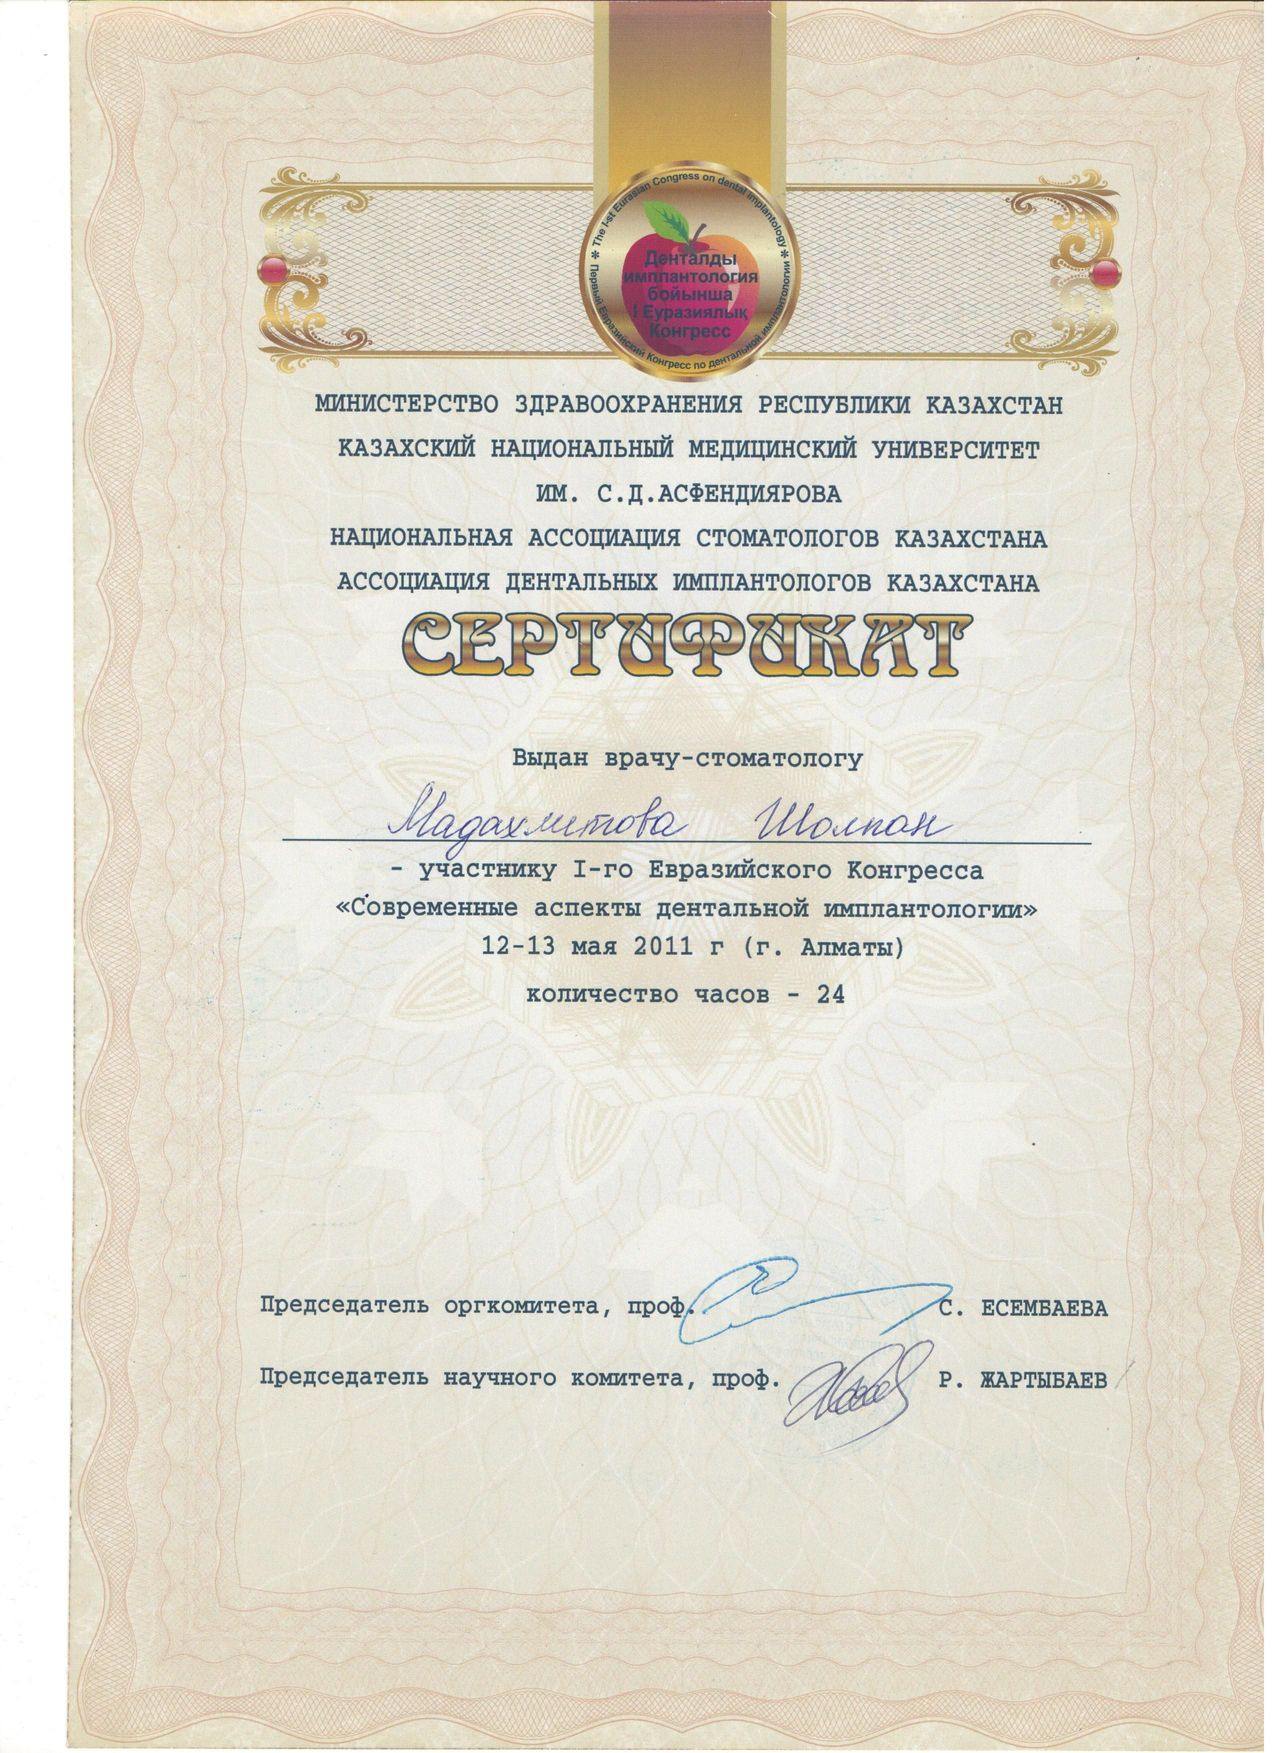 * The I-st Eurasian Congress on dental implantology *
Первый Евразийский Конгресс по дентальной имплантологии
Денталды
имплантология
бойынша
I Еуразиялық
Конгресс
МИНИСТЕРСТВО ЗДРАВООХРАНЕНИЯ РЕСПУБЛИКИ КАЗАХСТАН
КАЗАХСКИЙ НАЦИОНАЛЬНЫЙ МЕДИЦИНСКИЙ УНИВЕРСИТЕТ
ИМ. С.Д.АСФЕНДИЯРОВА
НАЦИОНАЛЬНАЯ АССОЦИАЦИЯ СТОМАТОЛОГОВ КАЗАХСТАНА
АССОЦИАЦИЯ ДЕНТАЛЬНЫХ ИМПЛАНТОЛОГОВ КАЗАХСТАНА
СЕРТИФИКАТ
Выдан врачу-стоматологу
Мадахметова Шолпан
- участнику I-го Евразийского Конгресса
«Современные аспекты дентальной имплантологии»
12-13 мая 2011 г (г. Алматы)
количество часов - 24
Председатель оргкомитета, проф. С. ЕСЕМБАЕВА
Председатель научного комитета, проф. Р. ЖАРТЫБАЕВ